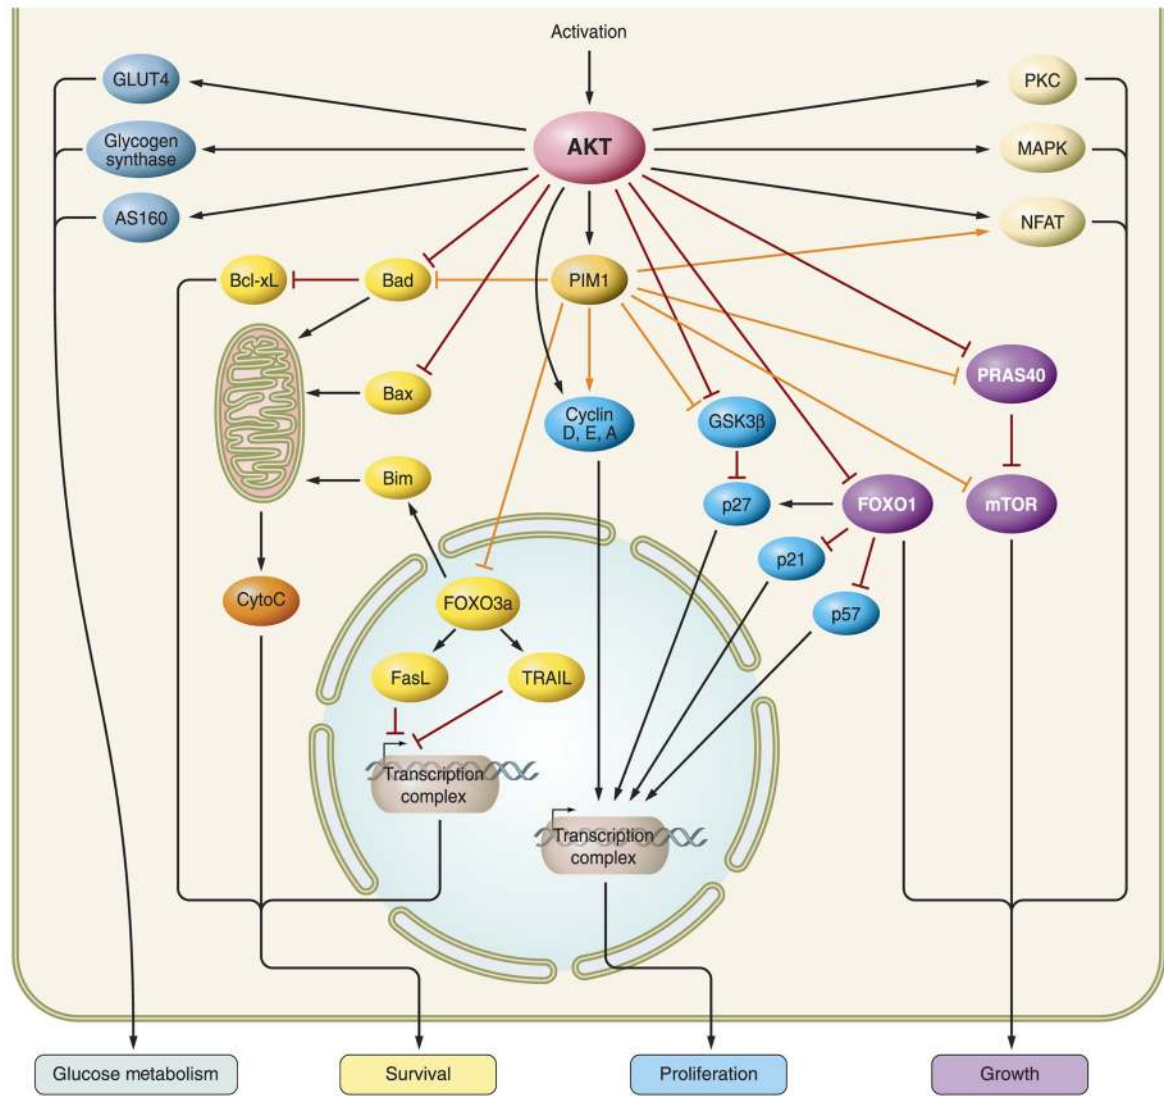 Activation
GLUT4
PKC
AKT
Glycogen
synthase
MAPK
AS160
NFAT
Bcl-xL
Bad
PIM1
PRAS40
Bax
Cyclin
D, E, A
GSK3β
Bim
p27
FOXO1
mTOR
p21
CytoC
FOXO3a
p57
FasL
TRAIL
Transcription
complex
Transcription
complex
Glucose metabolism
Survival
Proliferation
Growth